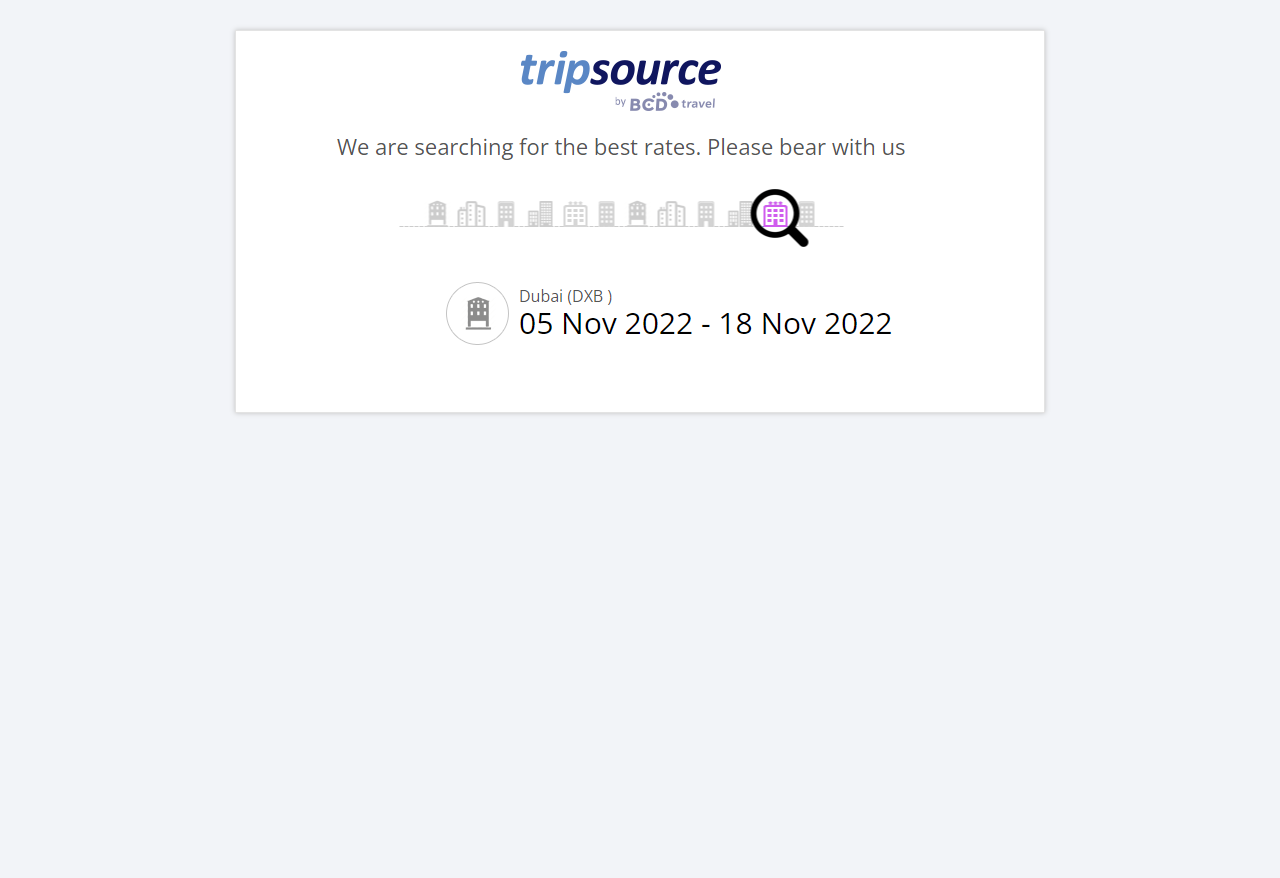 tripsource
by BCD travel
We are searching for the best rates. Please bear with us
Dubai (DXB )
05 Nov 2022 - 18 Nov 2022